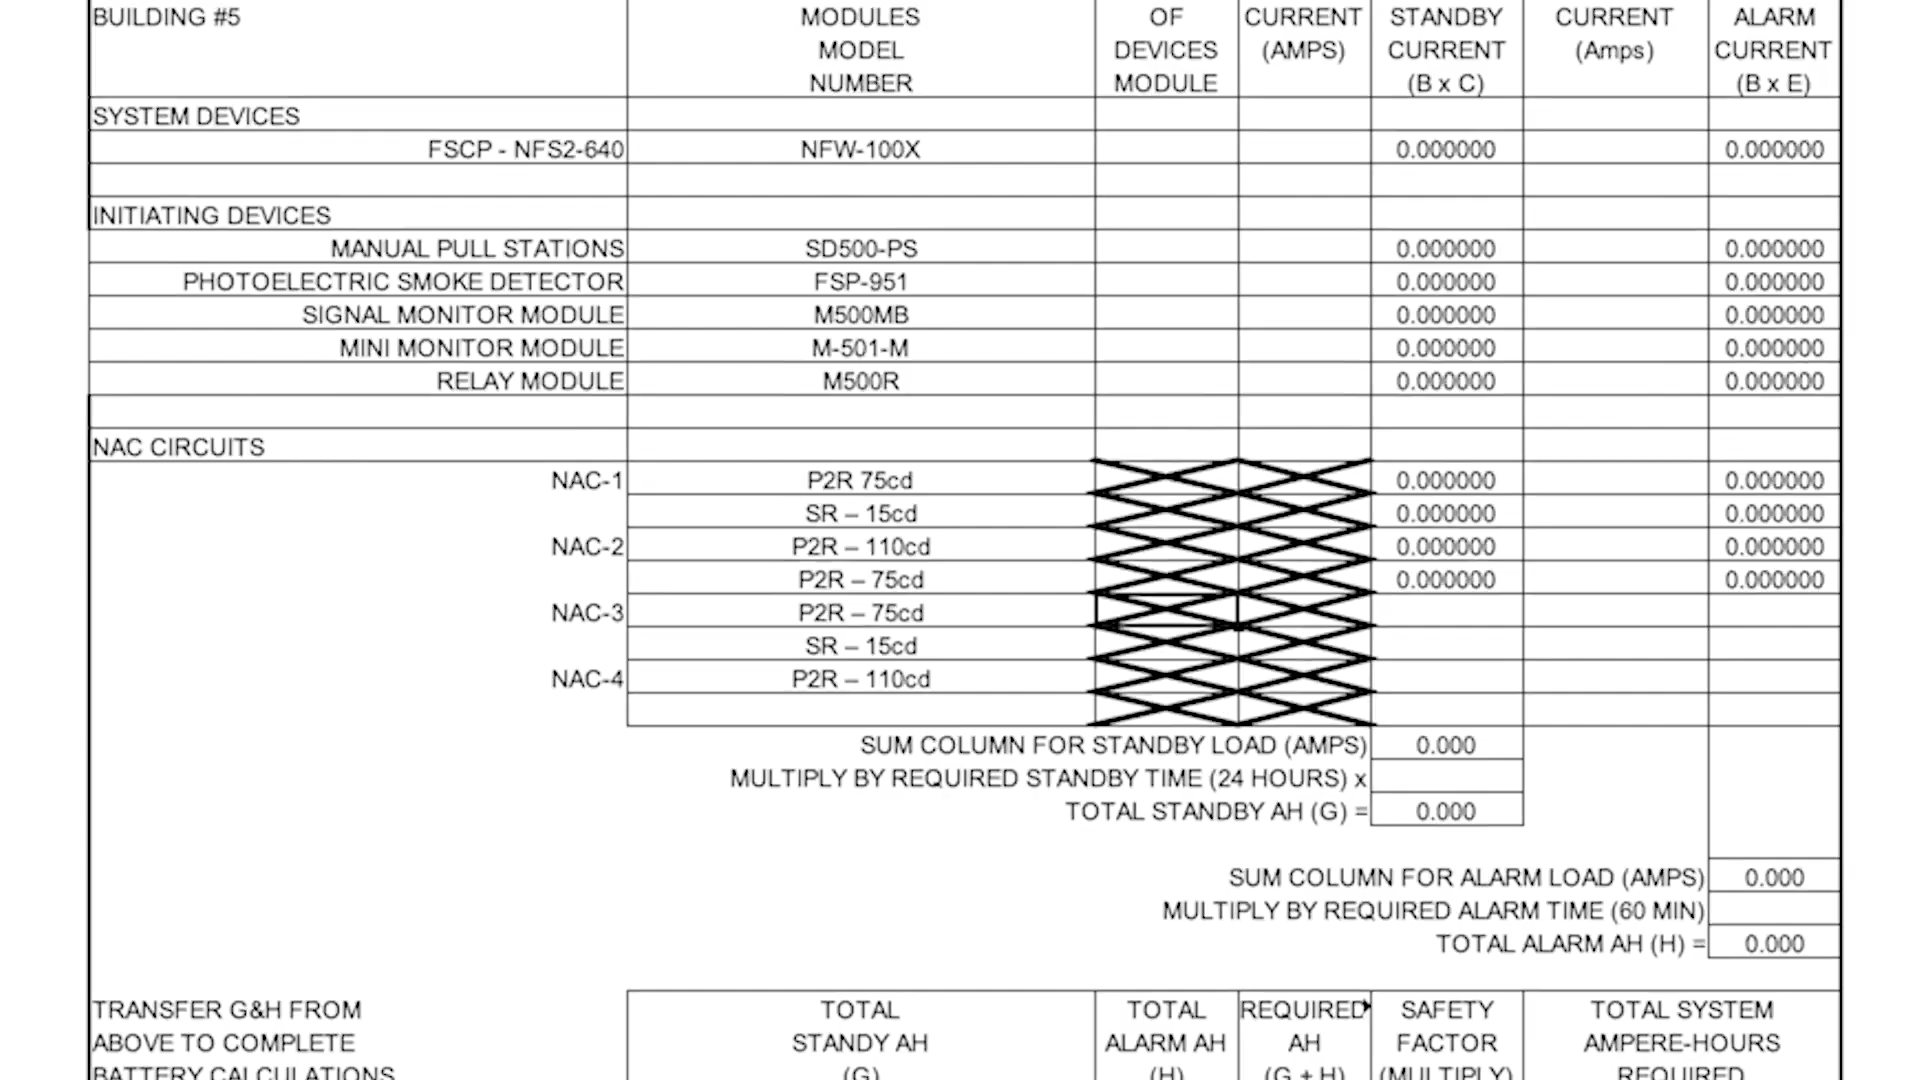 BUILDING #5 MODULES OF CURRENT STANDBY CURRENT ALARM
MODEL DEVICES (AMPS) CURRENT (Amps) CURRENT
NUMBER MODULE (B x C) (B x E)
SYSTEM DEVICES
FSCP - NFS2-640 NFW-100X 0.000000 0.000000
INITIATING DEVICES
MANUAL PULL STATIONS SD500-PS 0.000000 0.000000
PHOTOELECTRIC SMOKE DETECTOR FSP-951 0.000000 0.000000
SIGNAL MONITOR MODULE M500MB 0.000000 0.000000
MINI MONITOR MODULE M-501-M 0.000000 0.000000
RELAY MODULE M500R 0.000000 0.000000
NAC CIRCUITS
NAC-1 P2R 75cd 0.000000 0.000000
SR – 15cd 0.000000 0.000000
NAC-2 P2R – 110cd 0.000000 0.000000
P2R – 75cd 0.000000 0.000000
NAC-3 P2R – 75cd
SR – 15cd
NAC-4 P2R – 110cd
SUM COLUMN FOR STANDBY LOAD (AMPS) 0.000
MULTIPLY BY REQUIRED STANDBY TIME (24 HOURS) x
TOTAL STANDBY AH (G) = 0.000
SUM COLUMN FOR ALARM LOAD (AMPS) 0.000
MULTIPLY BY REQUIRED ALARM TIME (60 MIN)
TOTAL ALARM AH (H) = 0.000
TRANSFER G&H FROM TOTAL TOTAL REQUIRED SAFETY TOTAL SYSTEM
ABOVE TO COMPLETE STANDY AH ALARM AH AH FACTOR AMPERE-HOURS
BATTERY CALCULATIONS (G) (H) (G + H) (MULTIPLY) REQUIRED